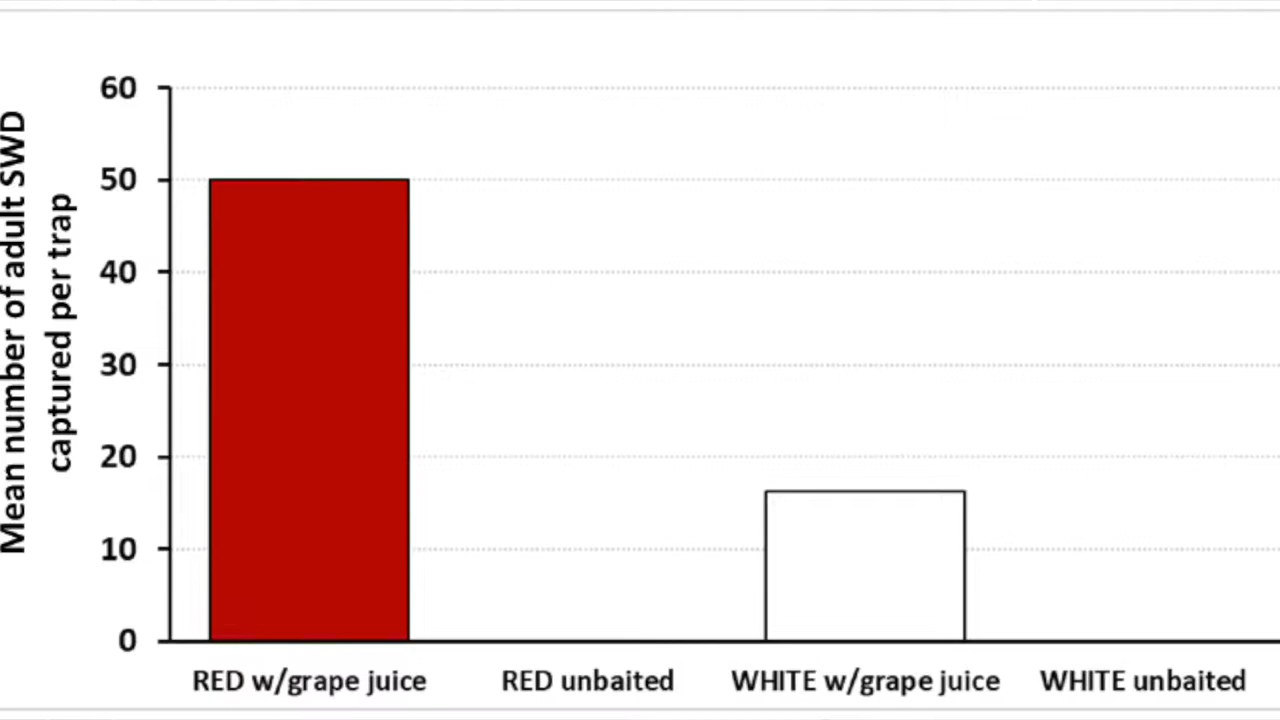 Mean number of adult SWD
captured per trap
60
50
40
30
20
10
0
RED w/grape juice
RED unbaited
WHITE w/grape juice
WHITE unbaited